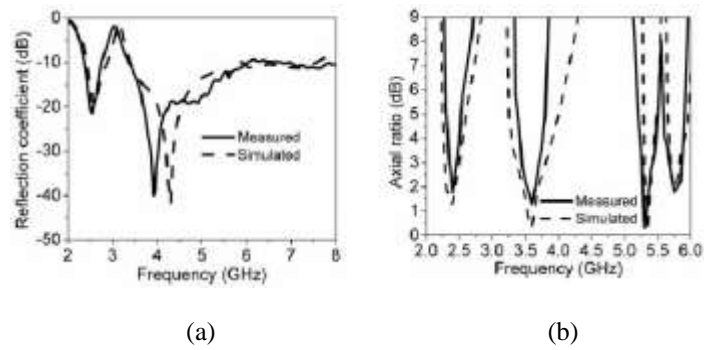 0
-10
-20
-30
-40
-50
Reflection coefficient (dB)
Measured
Simulated
2 3 4 5 6 7 8
Frequency (GHz)
9
8
7
6
5
4
3
2
1
0
Axial ratio (dB)
Measured
Simulated
2.0 2.5 3.0 3.5 4.0 4.5 5.0 5.5 6.0
Frequency (GHz)
(a) (b)